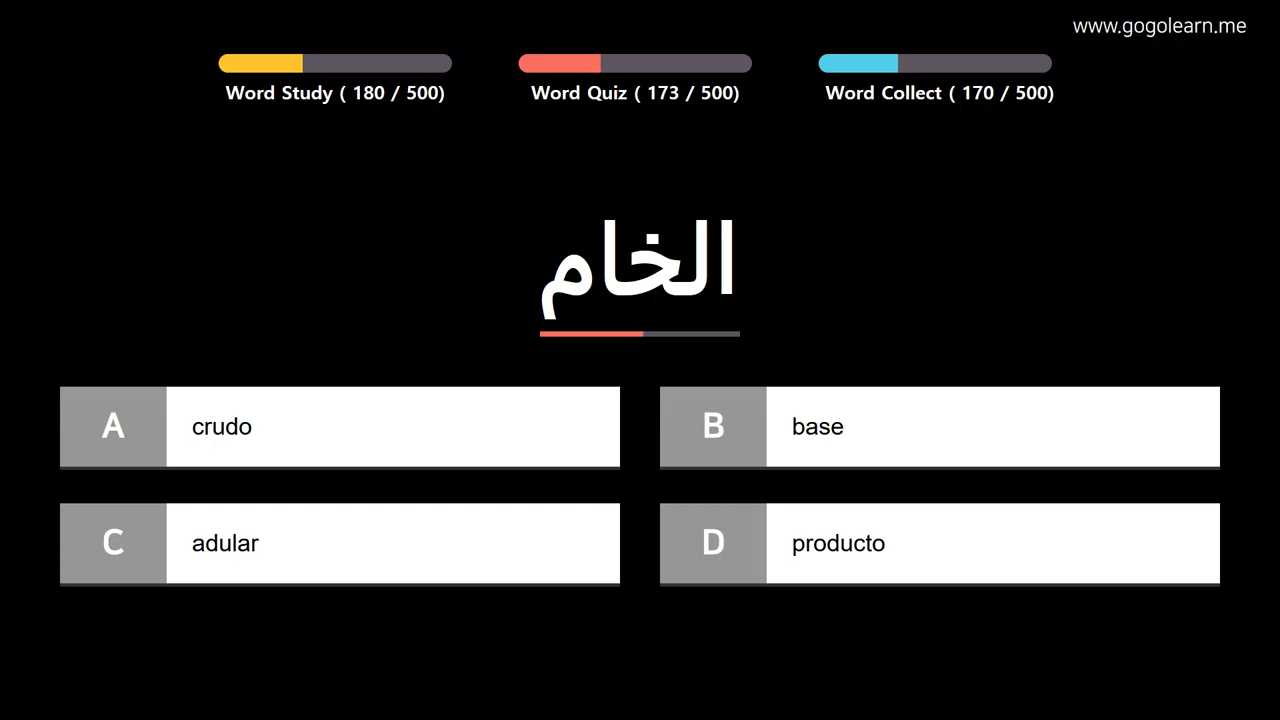 www.gogolearn.me
Word Study ( 180 / 500)
Word Quiz ( 173 / 500)
Word Collect ( 170 / 500)
الخام
A crudo
B base
C adular
D producto